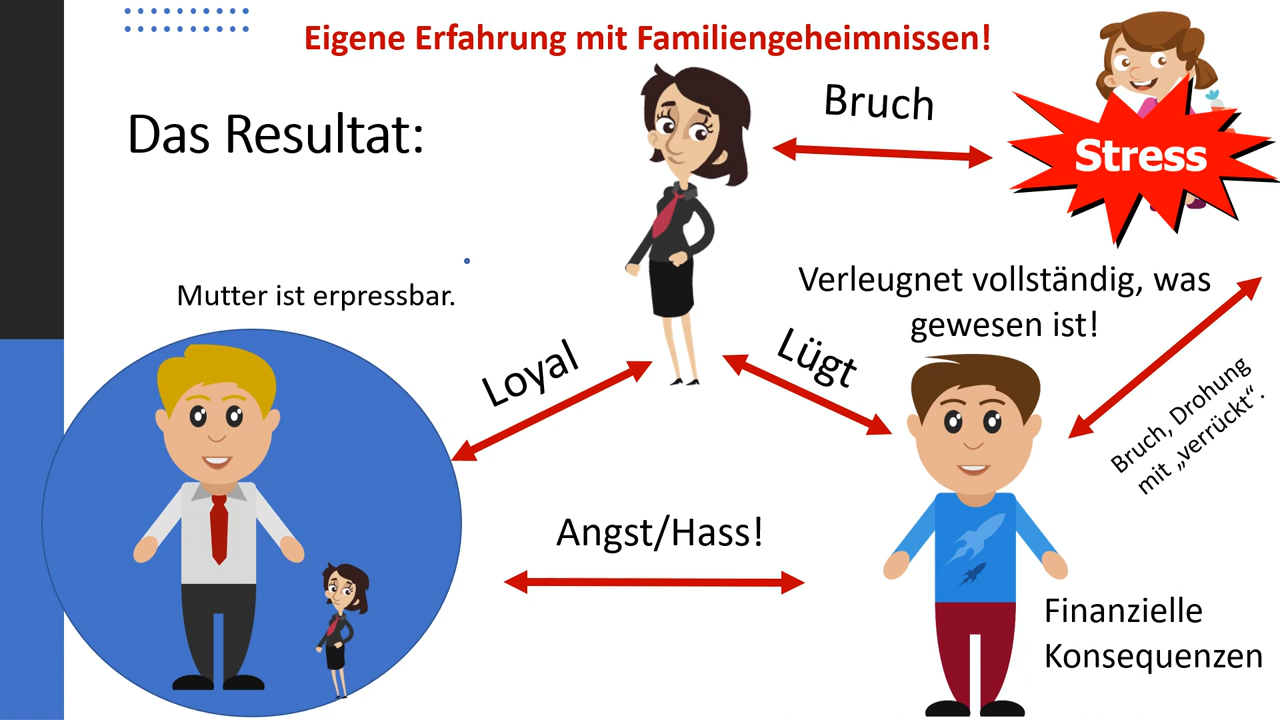 Eigene Erfahrung mit Familiengeheimnissen!
Das Resultat:
Bruch
Stress
Mutter ist erpressbar.
Verleugnet vollständig, was
gewesen ist!
Loyal
Lügt
Bruch, Drohung
mit „verrückt“.
Angst/Hass!
Finanzielle
Konsequenzen